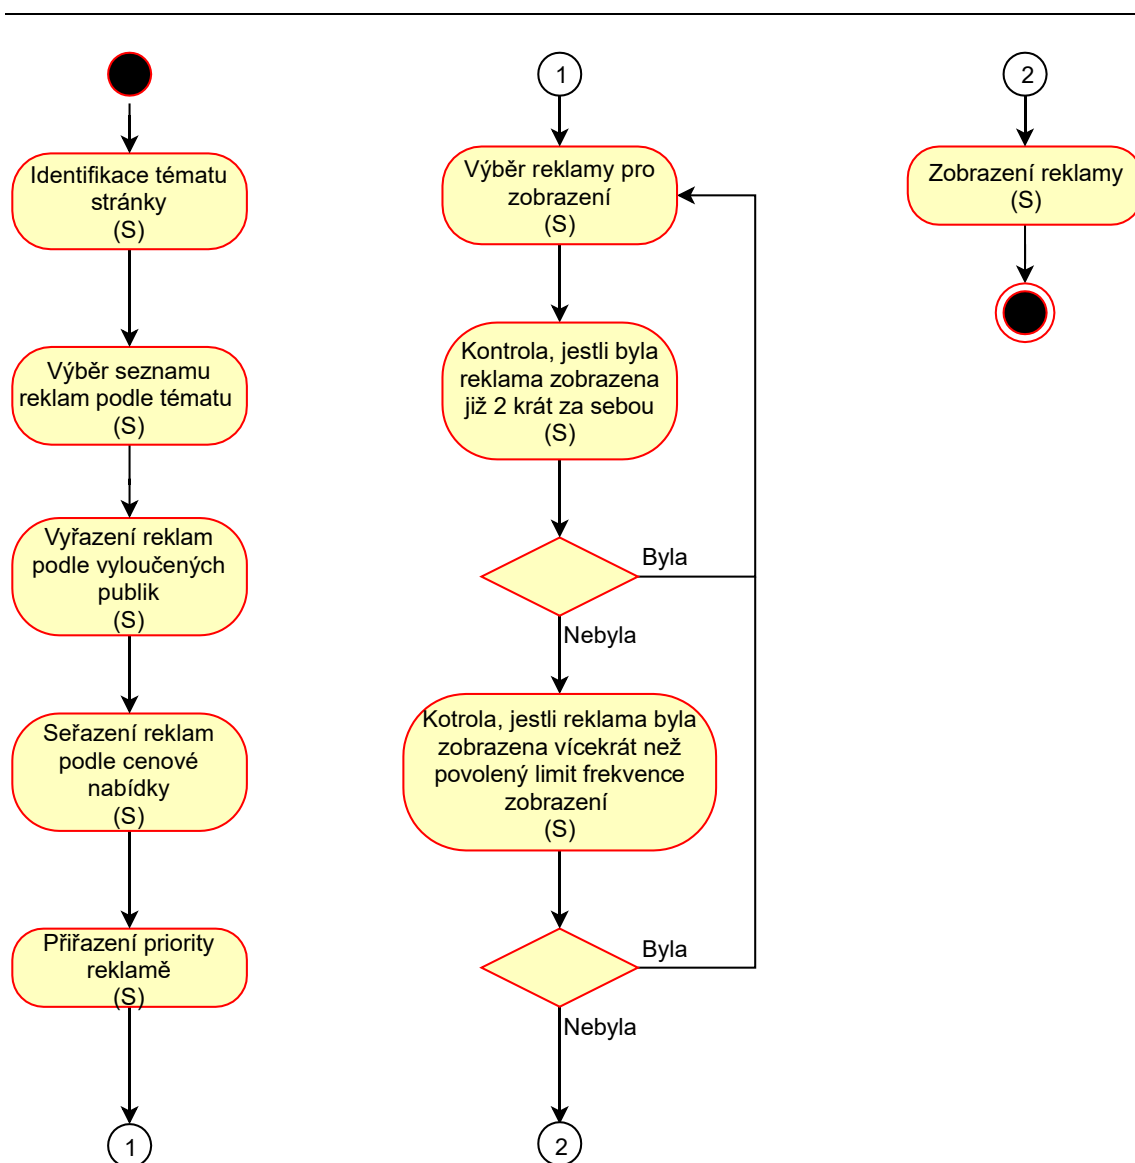 Identifikace tématu
stránky
(S)
Výběr seznamu
reklam podle tématu
(S)
Vyřazení reklam
podle vyloučených
publik
(S)
Seřazení reklam
podle cenové
nabídky
(S)
Přiřazení priority
reklamě
(S)
1
1
Výběr reklamy pro
zobrazení
(S)
Kontrola, jestli byla
reklama zobrazena
již 2 krát za sebou
(S)
Byla
Nebyla
Kotrola, jestli reklama byla
zobrazena vícekrát než
povolený limit frekvence
zobrazení
(S)
Byla
Nebyla
2
2
Zobrazení reklamy
(S)